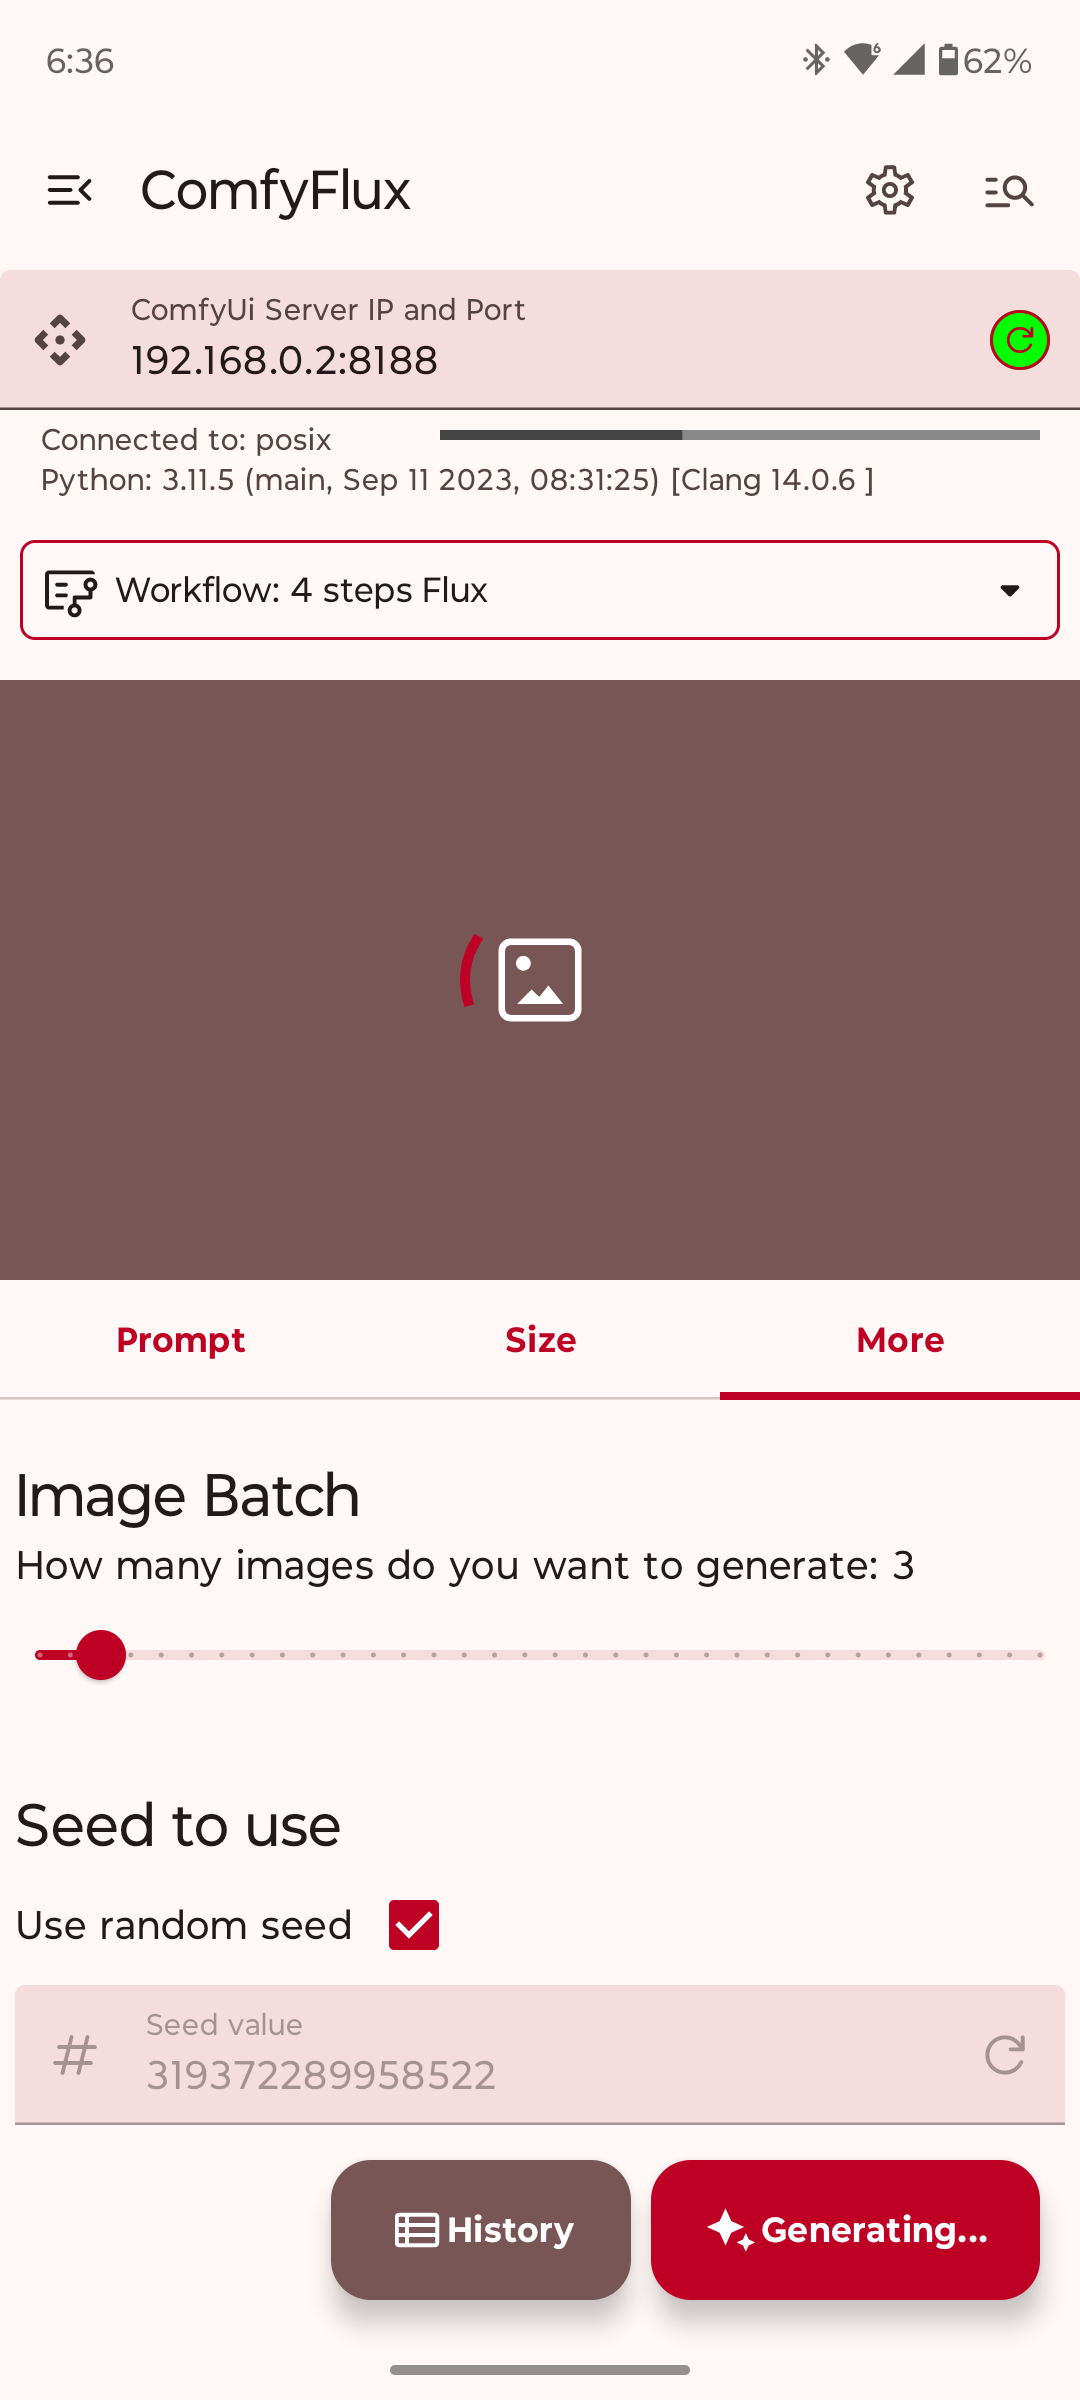 6:36
6
62%
ComfyFlux
ComfyUi Server IP and Port
192.168.0.2:8188
Connected to: posix
Python: 3.11.5 (main, Sep 11 2023, 08:31:25) [Clang 14.0.6 ]
Workflow: 4 steps Flux
Prompt
Size
More
Image Batch
How many images do you want to generate: 3
Seed to use
Use random seed
Seed value
319372289958522
History
Generating...